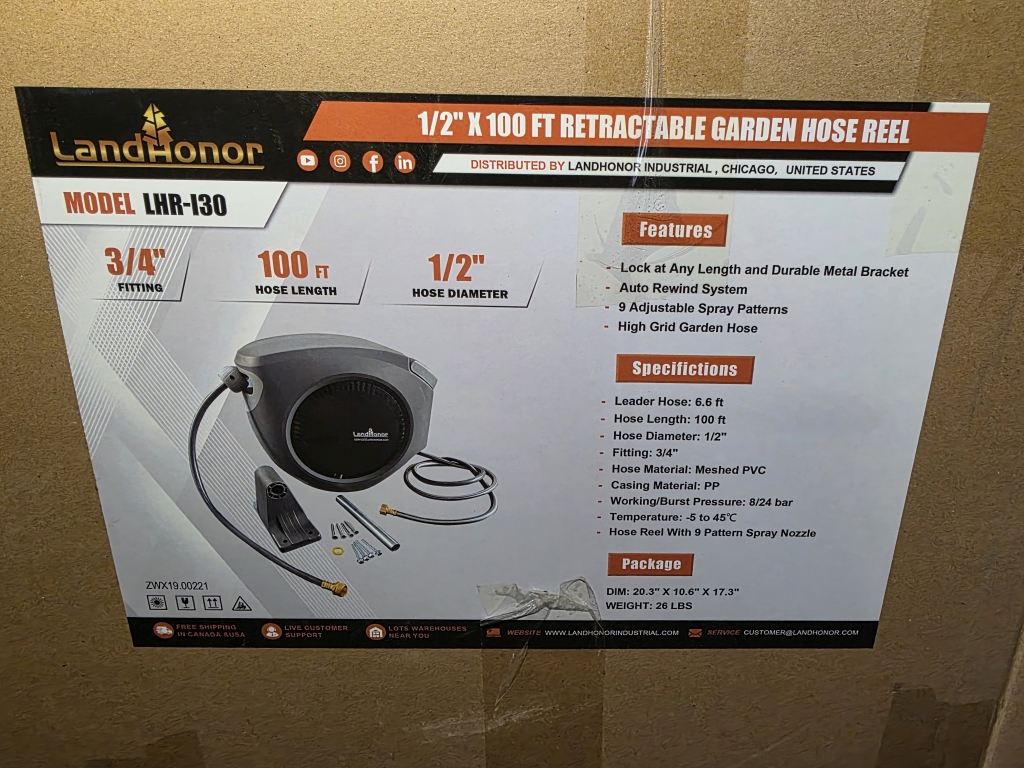 LandHonor
1/2" X 100 FT RETRACTABLE GARDEN HOSE REEL
DISTRIBUTED BY LANDHONOR INDUSTRIAL , CHICAGO, UNITED STATES
MODEL LHR-I30
3/4"
FITTING
100 FT
HOSE LENGTH
1/2"
HOSE DIAMETER
Features
- Lock at Any Length and Durable Metal Bracket
- Auto Rewind System
- 9 Adjustable Spray Patterns
- High Grid Garden Hose
Specifictions
- Leader Hose: 6.6 ft
- Hose Length: 100 ft
- Hose Diameter: 1/2"
- Fitting: 3/4"
- Hose Material: Meshed PVC
- Casing Material: PP
- Working/Burst Pressure: 8/24 bar
- Temperature: -5 to 45℃
- Hose Reel With 9 Pattern Spray Nozzle
Package
DIM: 20.3" X 10.6" X 17.3"
WEIGHT: 26 LBS
LandHonor
ZWX19.00221
FREE SHIPPING
IN CANADA &USA
LIVE CUSTOMER
SUPPORT
LOTS WAREHOUSES
NEAR YOU
WEBSITE WWW.LANDHONORINDUSTRIAL.COM
SERVICE CUSTOMER@LANDHONOR.COM